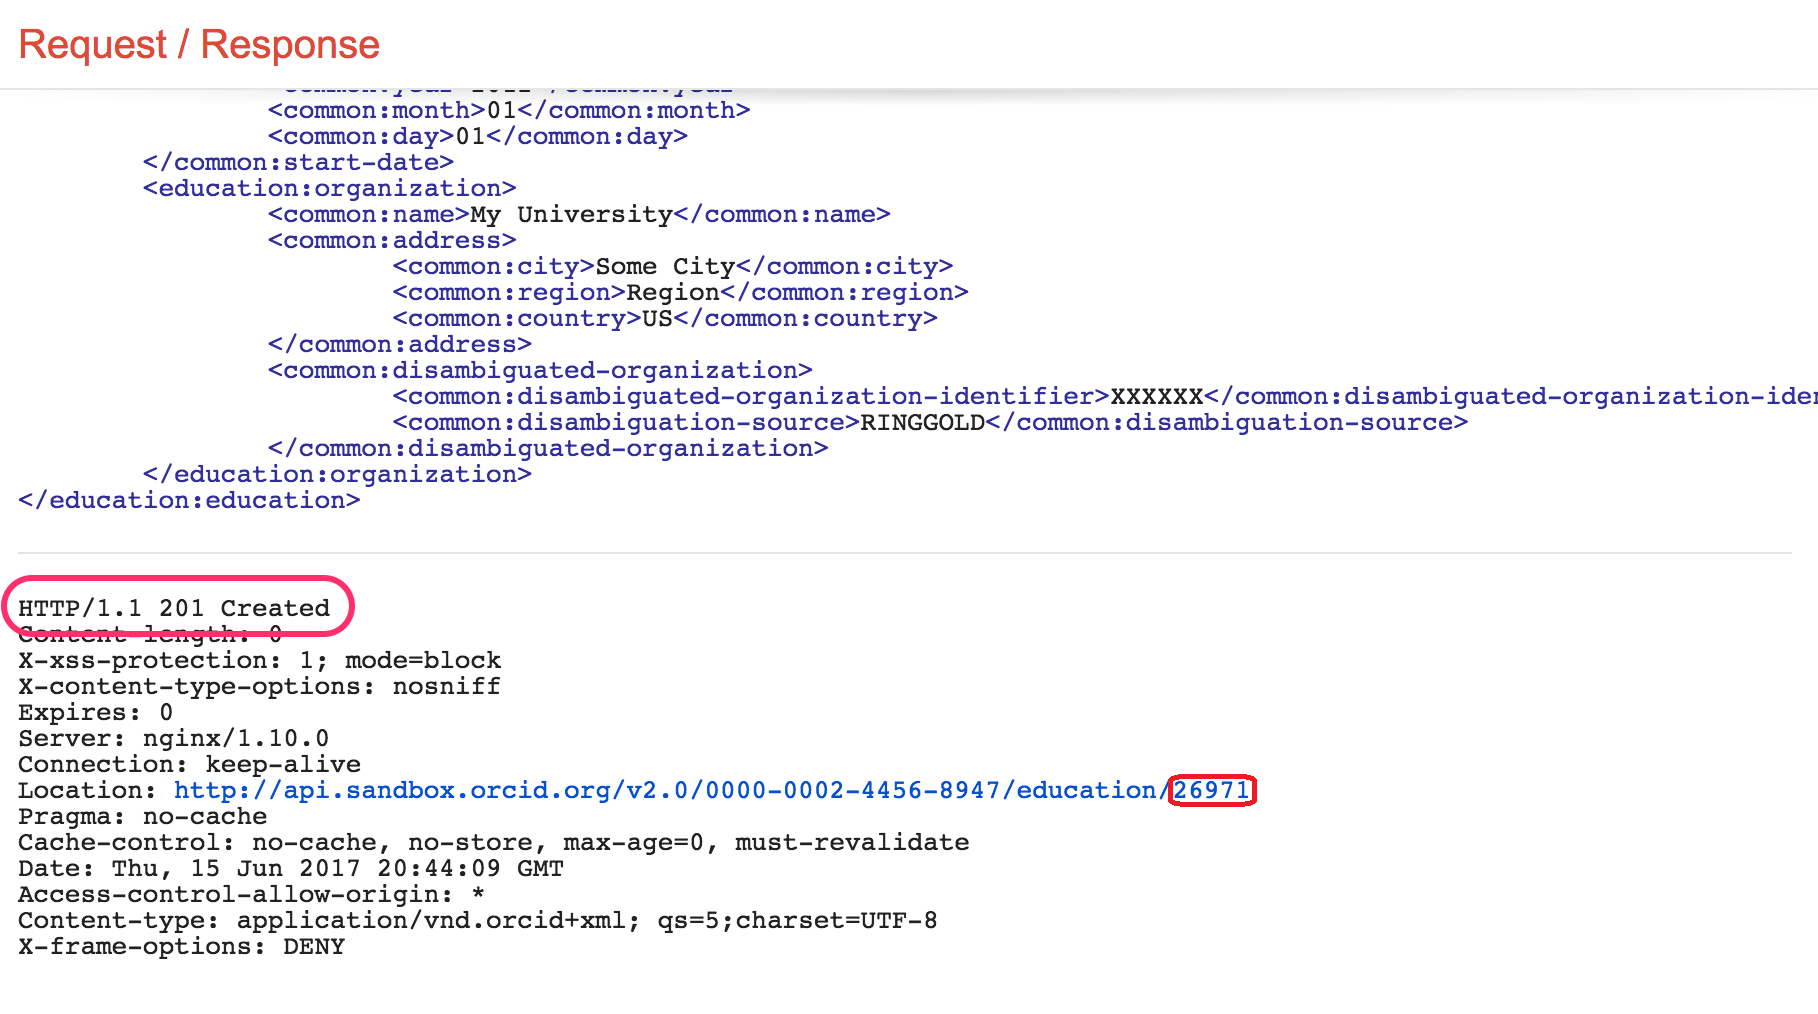 Request / Response
<common:month>01</common:month>
<common:day>01</common:day>
</common:start-date>
<education:organization>
<common:name>My University</common:name>
<common:address>
<common:city>Some City</common:city>
<common:region>Region</common:region>
<common:country>US</common:country>
</common:address>
<common:disambiguated-organization>
<common:disambiguated-organization-identifier>XXXXXX</common:disambiguated-organization-iden
<common:disambiguation-source>RINGGOLD</common:disambiguation-source>
</common:disambiguated-organization>
</education:organization>
</education:education>
HTTP/1.1 201 Created
Content-length: 0
X-xss-protection: 1; mode=block
X-content-type-options: nosniff
Expires: 0
Server: nginx/1.10.0
Connection: keep-alive
Location: http://api.sandbox.orcid.org/v2.0/0000-0002-4456-8947/education/26971
Pragma: no-cache
Cache-control: no-cache, no-store, max-age=0, must-revalidate
Date: Thu, 15 Jun 2017 20:44:09 GMT
Access-control-allow-origin: *
Content-type: application/vnd.orcid+xml; qs=5;charset=UTF-8
X-frame-options: DENY